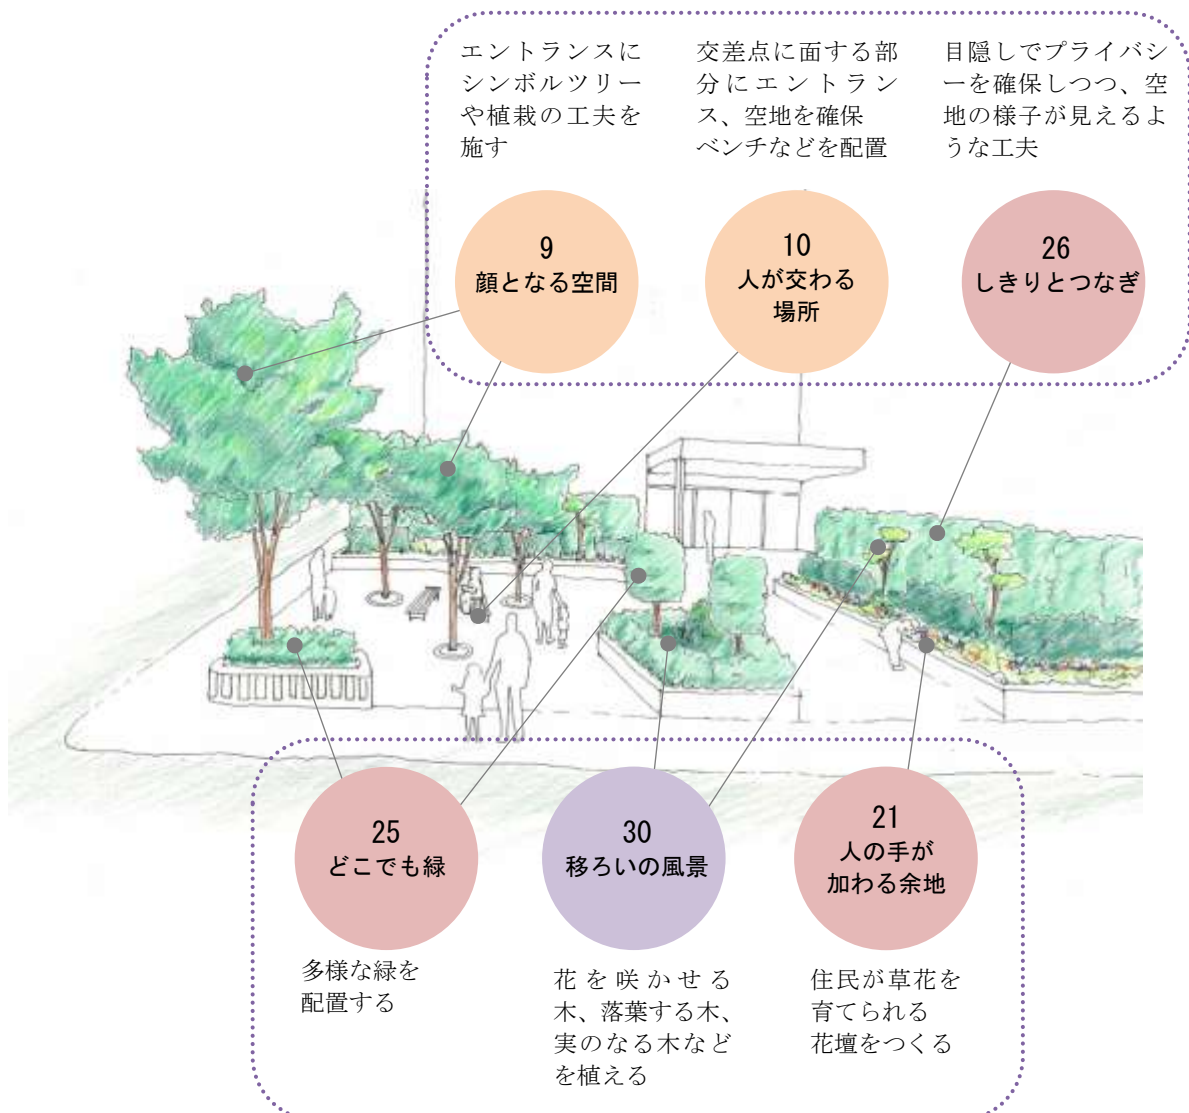 エントランスに
シンボルツリー
や植栽の工夫を
施す
交差点に面する部
分にエントラン
ス、空地を確保
ベンチなどを配置
目隠しでプライバシ
ーを確保しつつ、空
地の様子が見えるよ
うな工夫
9
顔となる空間
10
人が交わる
場所
26
しきりとつなぎ
25
どこでも緑
30
移ろいの風景
21
人の手が
加わる余地
多様な緑を
配置する
花を咲かせる
木、落葉する木、
実のなる木など
を植える
住民が草花を
育てられる
花壇をつくる